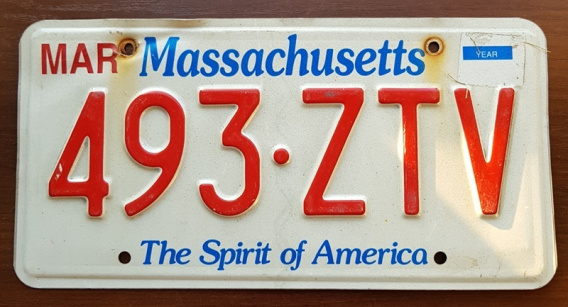 MAR Massachusetts YEAR
493·ZTV
The Spirit of America